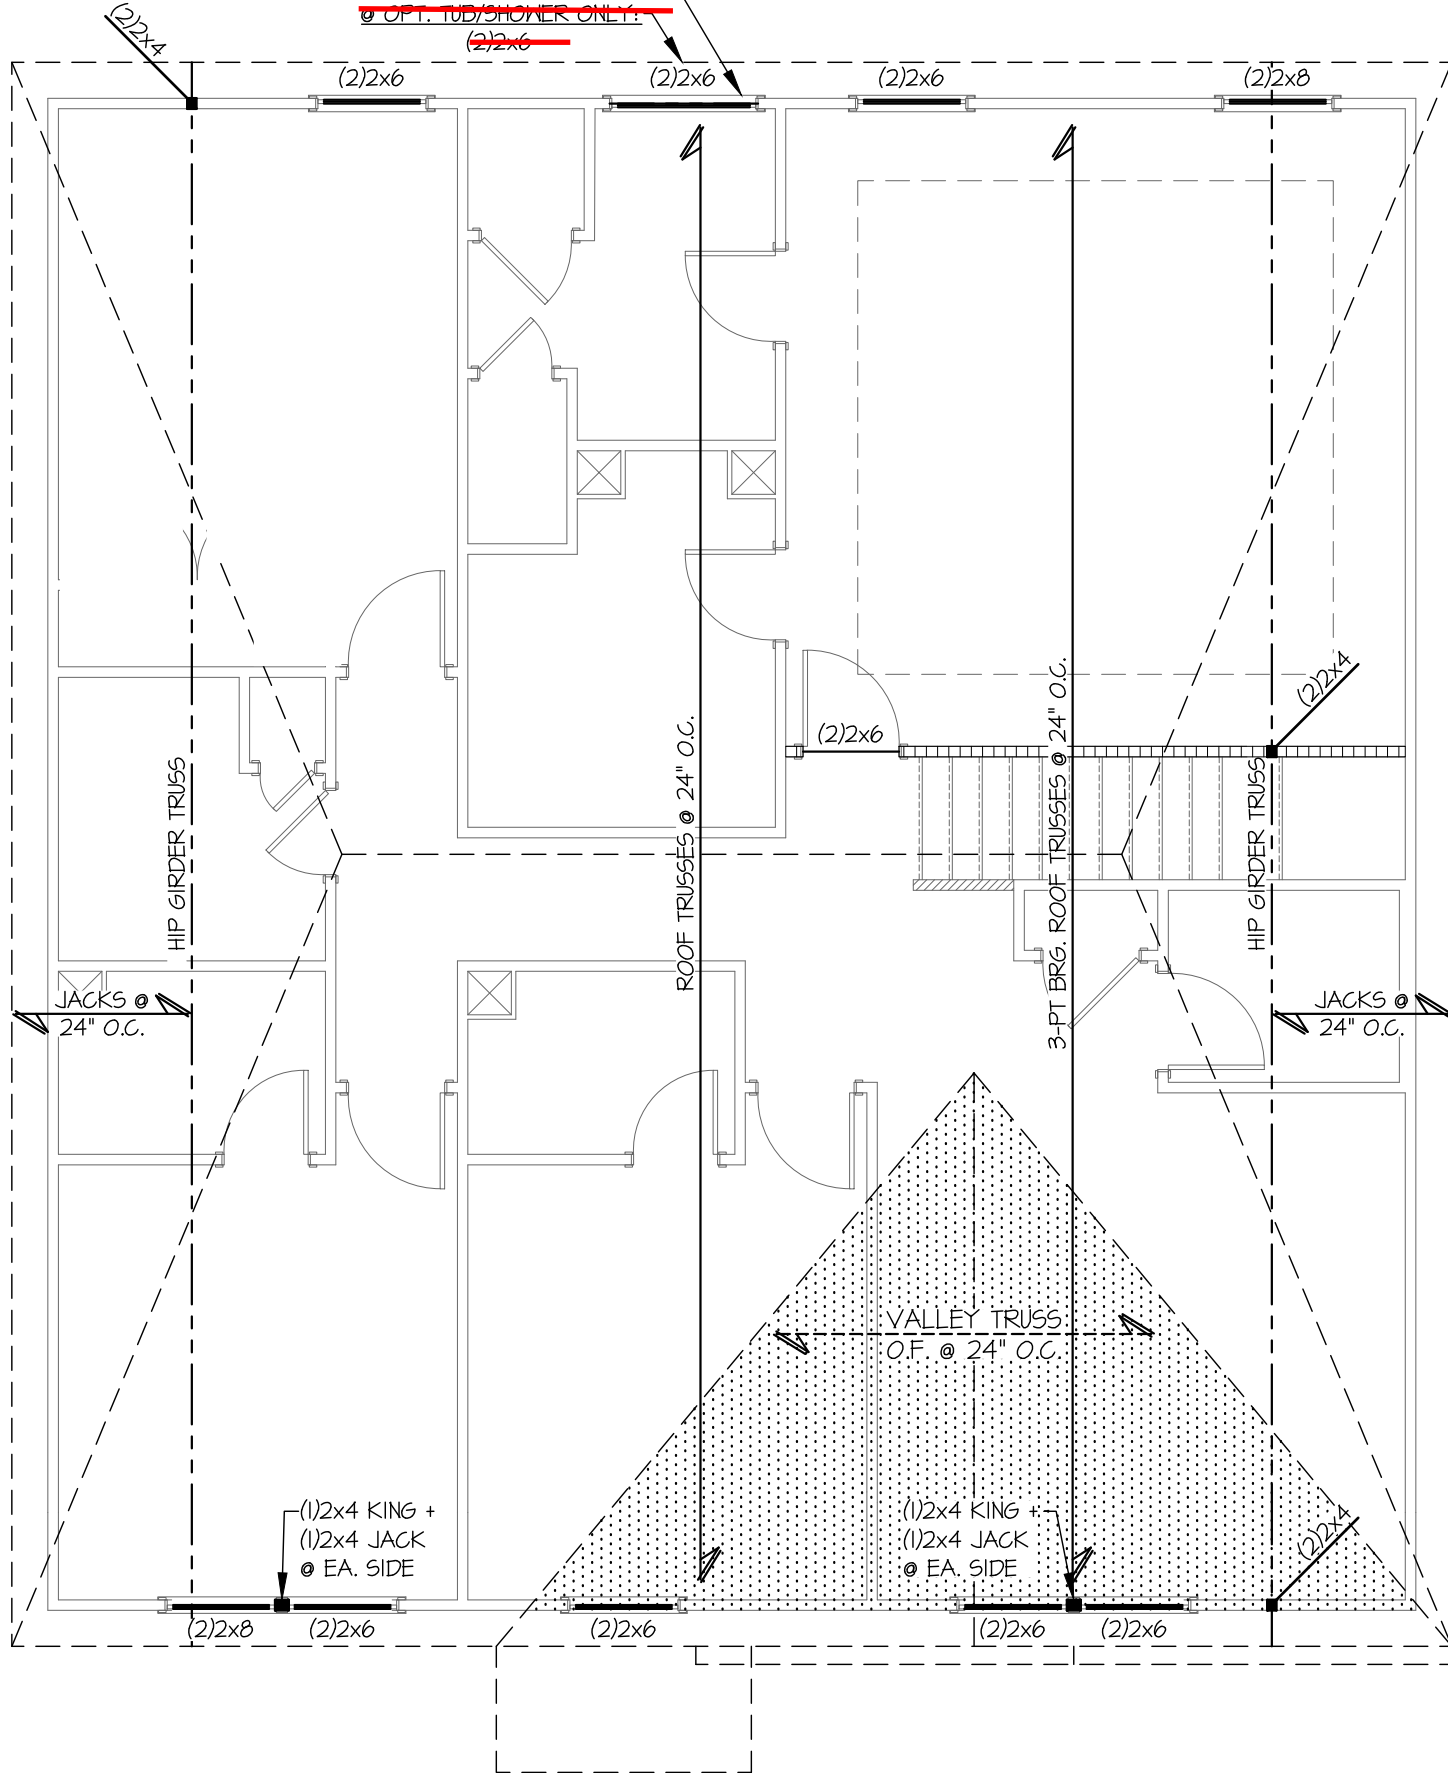 @ OPT. TUB/SHOWER ONLY:
(2)2x6
(2)2x4
(2)2x6
(2)2x6
(2)2x6
(2)2x8
(2)2x4
(2)2x6
HIP GIRDER TRUSS
ROOF TRUSSES @ 24" O.C.
3-PT BRG. ROOF TRUSSES @ 24" O.C.
HIP GIRDER TRUSS
JACKS @
24" O.C.
JACKS @
24" O.C.
VALLEY TRUSS
O.F. @ 24" O.C.
(1)2x4 KING +
(1)2x4 JACK
@ EA. SIDE
(1)2x4 KING +
(1)2x4 JACK
@ EA. SIDE
(2)2x4
(2)2x8
(2)2x6
(2)2x6
(2)2x6
(2)2x6